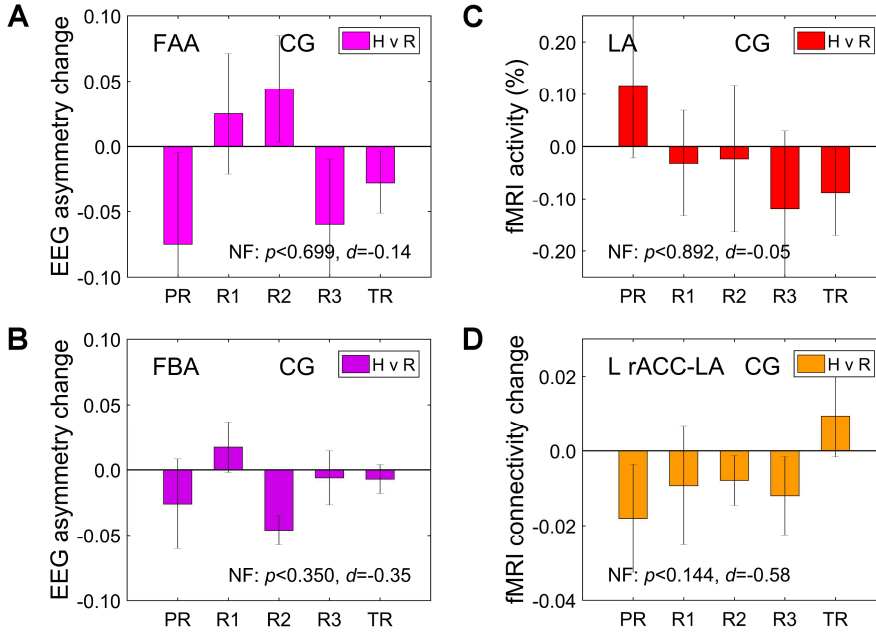 A
EEG asymmetry change
0.10
0.05
0.0
-0.05
-0.10
FAA CG
H v R
NF: p<0.699, d=-0.14
PR R1 R2 R3 TR
C
fMRI activity (%)
0.20
0.10
0.0
-0.10
-0.20
LA CG
H v R
NF: p<0.892, d=-0.05
PR R1 R2 R3 TR
B
EEG asymmetry change
0.10
0.05
0.0
-0.05
-0.10
FBA CG
H v R
NF: p<0.350, d=-0.35
PR R1 R2 R3 TR
D
fMRI connectivity change
0.02
0.0
-0.02
-0.04
L rACC-LA CG
H v R
NF: p<0.144, d=-0.58
PR R1 R2 R3 TR